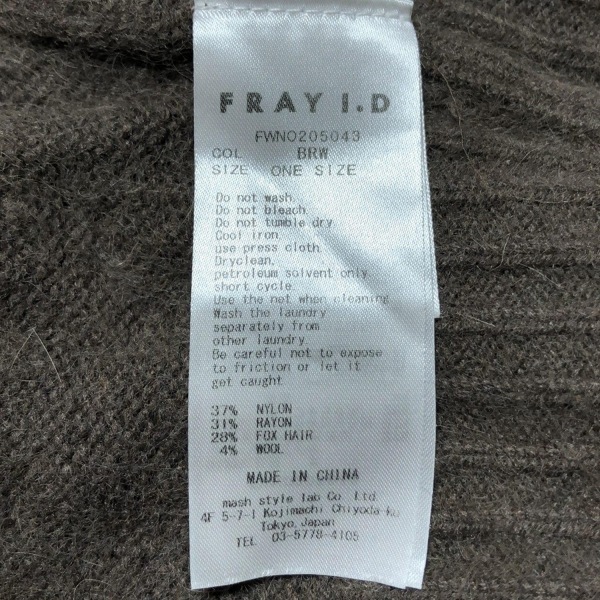 FRAY I.D
FWNO205043
COL BRW
SIZE ONE SIZE
Do not wash.
Do not bleach.
Do not tumble dry.
Cool iron.
use press cloth.
Dryclean.
petroleum solvent only
short cycle.
Use the net when cleaning
Wash the laundry
separately from
other laundry.
Be careful not to expose
to friction or let it
get caught
37% NYLON
31% RAYON
28% FOX HAIR
4% WOOL
MADE IN CHINA
mash style lab Co. Ltd
4F 5-7-1 Kojimachi Chiyoda-ku
Tokyo,Japan
TEL 03-5778-4105